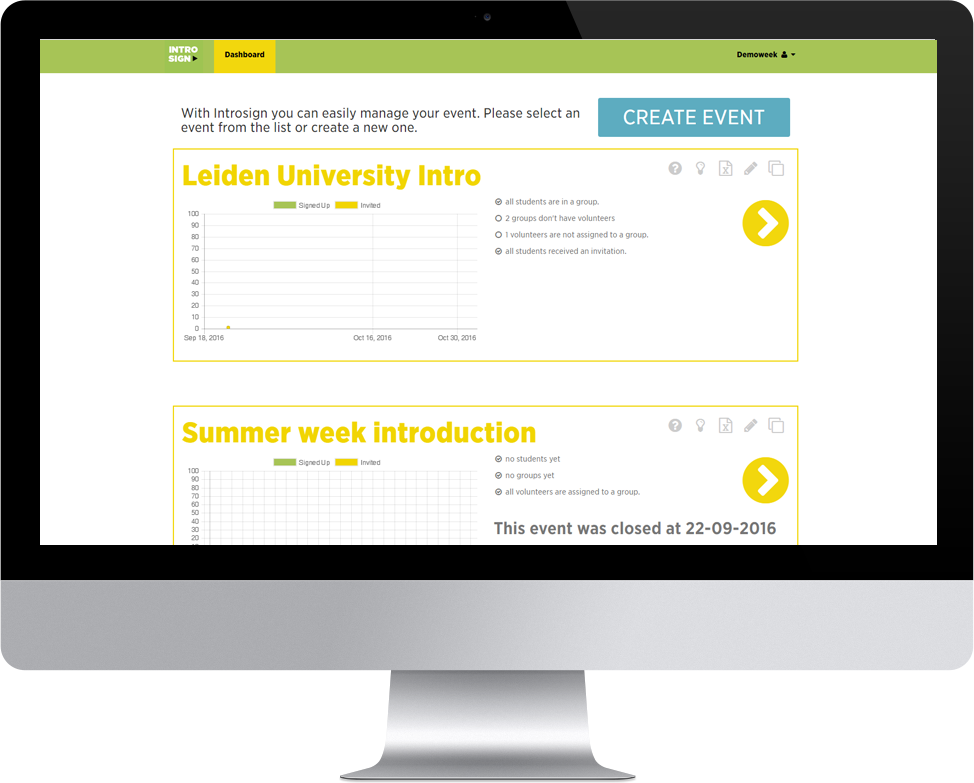 INTRO
SIGN
Dashboard
Demoweek
With Introsign you can easily manage your event. Please select an
event from the list or create a new one.
CREATE EVENT
Leiden University Intro
Signed Up
Invited
100
90
80
70
60
50
40
30
20
10
0
Sep 18, 2016
Oct 16, 2016
Oct 30, 2016
all students are in a group.
2 groups don't have volunteers
1 volunteers are not assigned to a group.
all students received an invitation.
Summer week introduction
Signed Up
Invited
100
90
80
70
60
50
40
30
20
10
no students yet
no groups yet
all volunteers are assigned to a group.
This event was closed at 22-09-2016